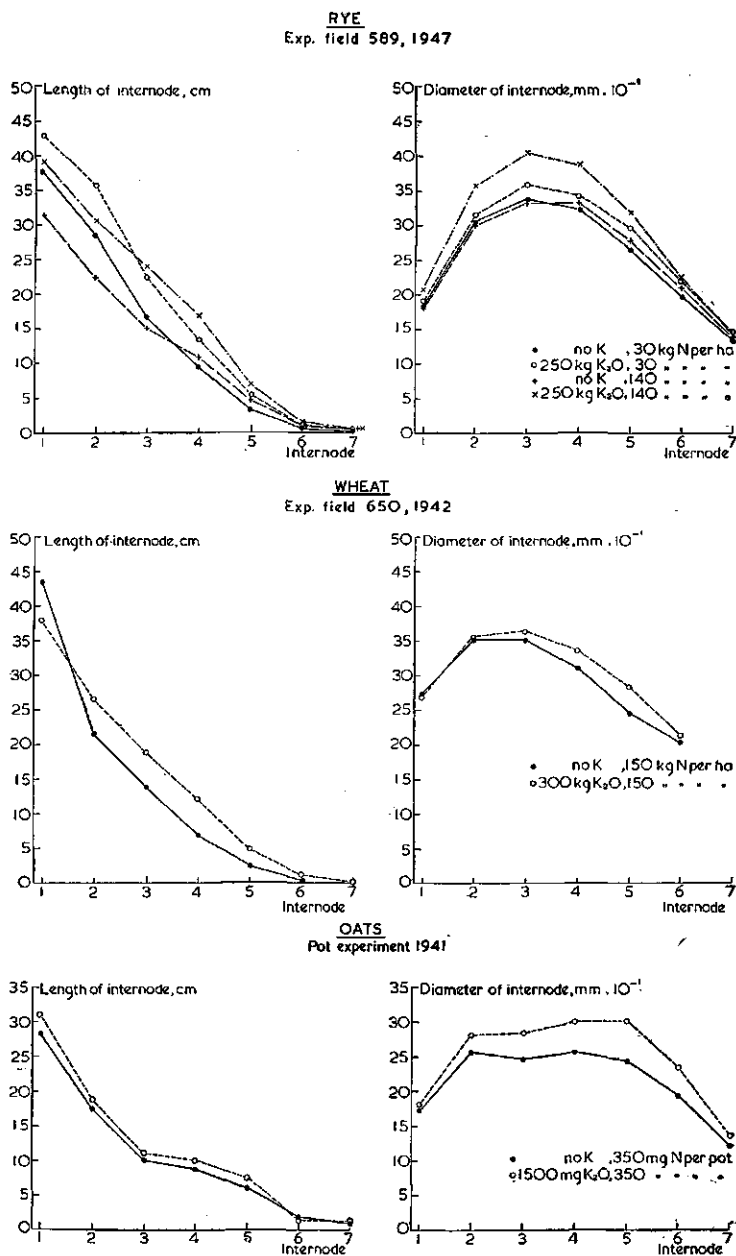 RYE
Exp. field 589, 1947
Length of internode, cm
50
45
40
35
30
25
20
15
10
5
0
1 2 3 4 5 6 7
Internode
Diameter of internode, mm . 10⁻¹
50
45
40
35
30
25
20
15
10
5
0
no K , 30 kg N per ha
250 kg K₂O, 30 " " "
no K , 140 " " "
250 kg K₂O, 140 " " "
1 2 3 4 5 6 7
Internode
WHEAT
Exp. field 650, 1942
Length of internode, cm
50
45
40
35
30
25
20
15
10
5
0
1 2 3 4 5 6 7
Internode
Diameter of internode, mm . 10⁻¹
50
45
40
35
30
25
20
15
10
5
0
no K , 150 kg N per ha
300 kg K₂O, 150 " " "
1 2 3 4 5 6 7
Internode
OATS
Pot experiment 1941
Length of internode, cm
35
30
25
20
15
10
5
0
1 2 3 4 5 6 7
Internode
Diameter of internode, mm . 10⁻¹
35
30
25
20
15
10
5
0
no K , 350 mg N per pot
1500 mg K₂O, 350 " " "
1 2 3 4 5 6 7
Internode